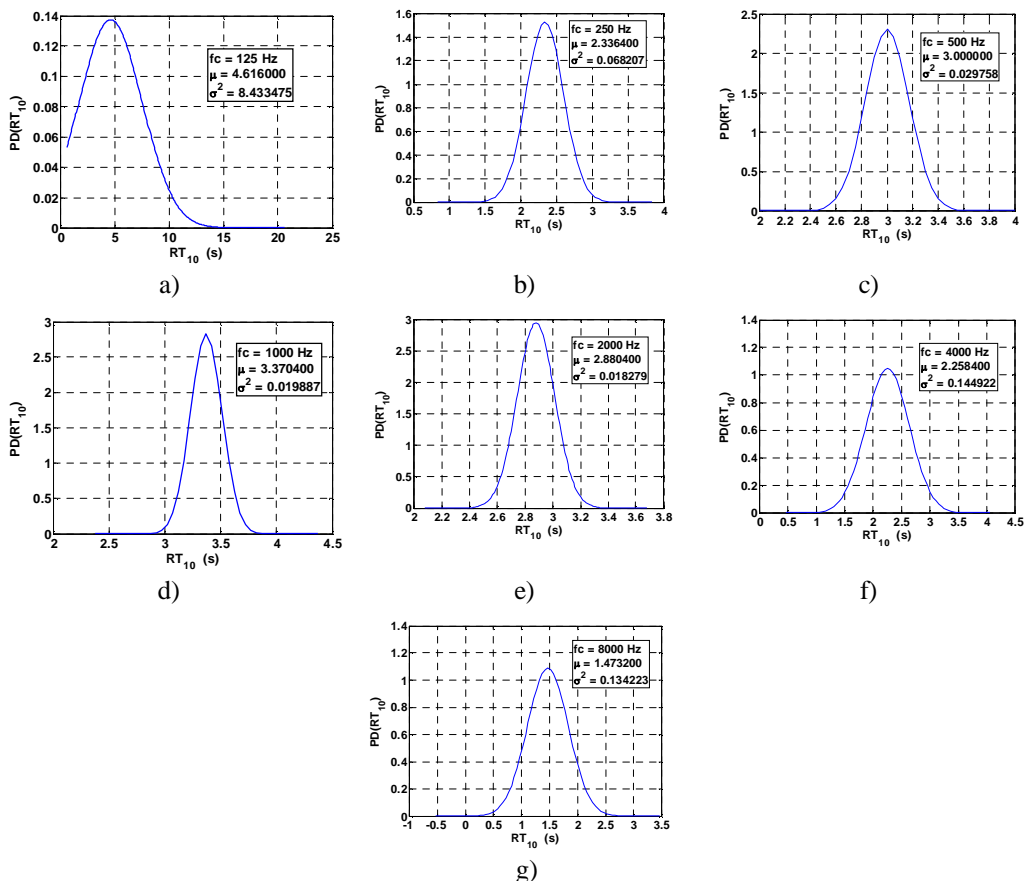 0.14
0.12
0.1
0.08
0.06
0.04
0.02
0
PD(RT10)
fc = 125 Hz
μ = 4.616000
σ2 = 8.433475
0 5 10 15 20 25
RT10 (s)
a)
1.6
1.4
1.2
1
0.8
0.6
0.4
0.2
0
PD(RT10)
fc = 250 Hz
μ = 2.336400
σ2 = 0.068207
0.5 1 1.5 2 2.5 3 3.5 4
RT10 (s)
b)
2.5
2
1.5
1
0.5
0
PD(RT10)
fc = 500 Hz
μ = 3.000000
σ2 = 0.029758
2 2.2 2.4 2.6 2.8 3 3.2 3.4 3.6 3.8 4
RT10 (s)
c)
3
2.5
2
1.5
1
0.5
0
PD(RT10)
fc = 1000 Hz
μ = 3.370400
σ2 = 0.019887
2 2.5 3 3.5 4 4.5
RT10 (s)
d)
3
2.5
2
1.5
1
0.5
0
PD(RT10)
fc = 2000 Hz
μ = 2.880400
σ2 = 0.018279
2 2.2 2.4 2.6 2.8 3 3.2 3.4 3.6 3.8
RT10 (s)
e)
1.4
1.2
1
0.8
0.6
0.4
0.2
0
PD(RT10)
fc = 4000 Hz
μ = 2.258400
σ2 = 0.144922
0 0.5 1 1.5 2 2.5 3 3.5 4 4.5
RT10 (s)
f)
1.4
1.2
1
0.8
0.6
0.4
0.2
0
PD(RT10)
fc = 8000 Hz
μ = 1.473200
σ2 = 0.134223
-1 -0.5 0 0.5 1 1.5 2 2.5 3 3.5
RT10 (s)
g)